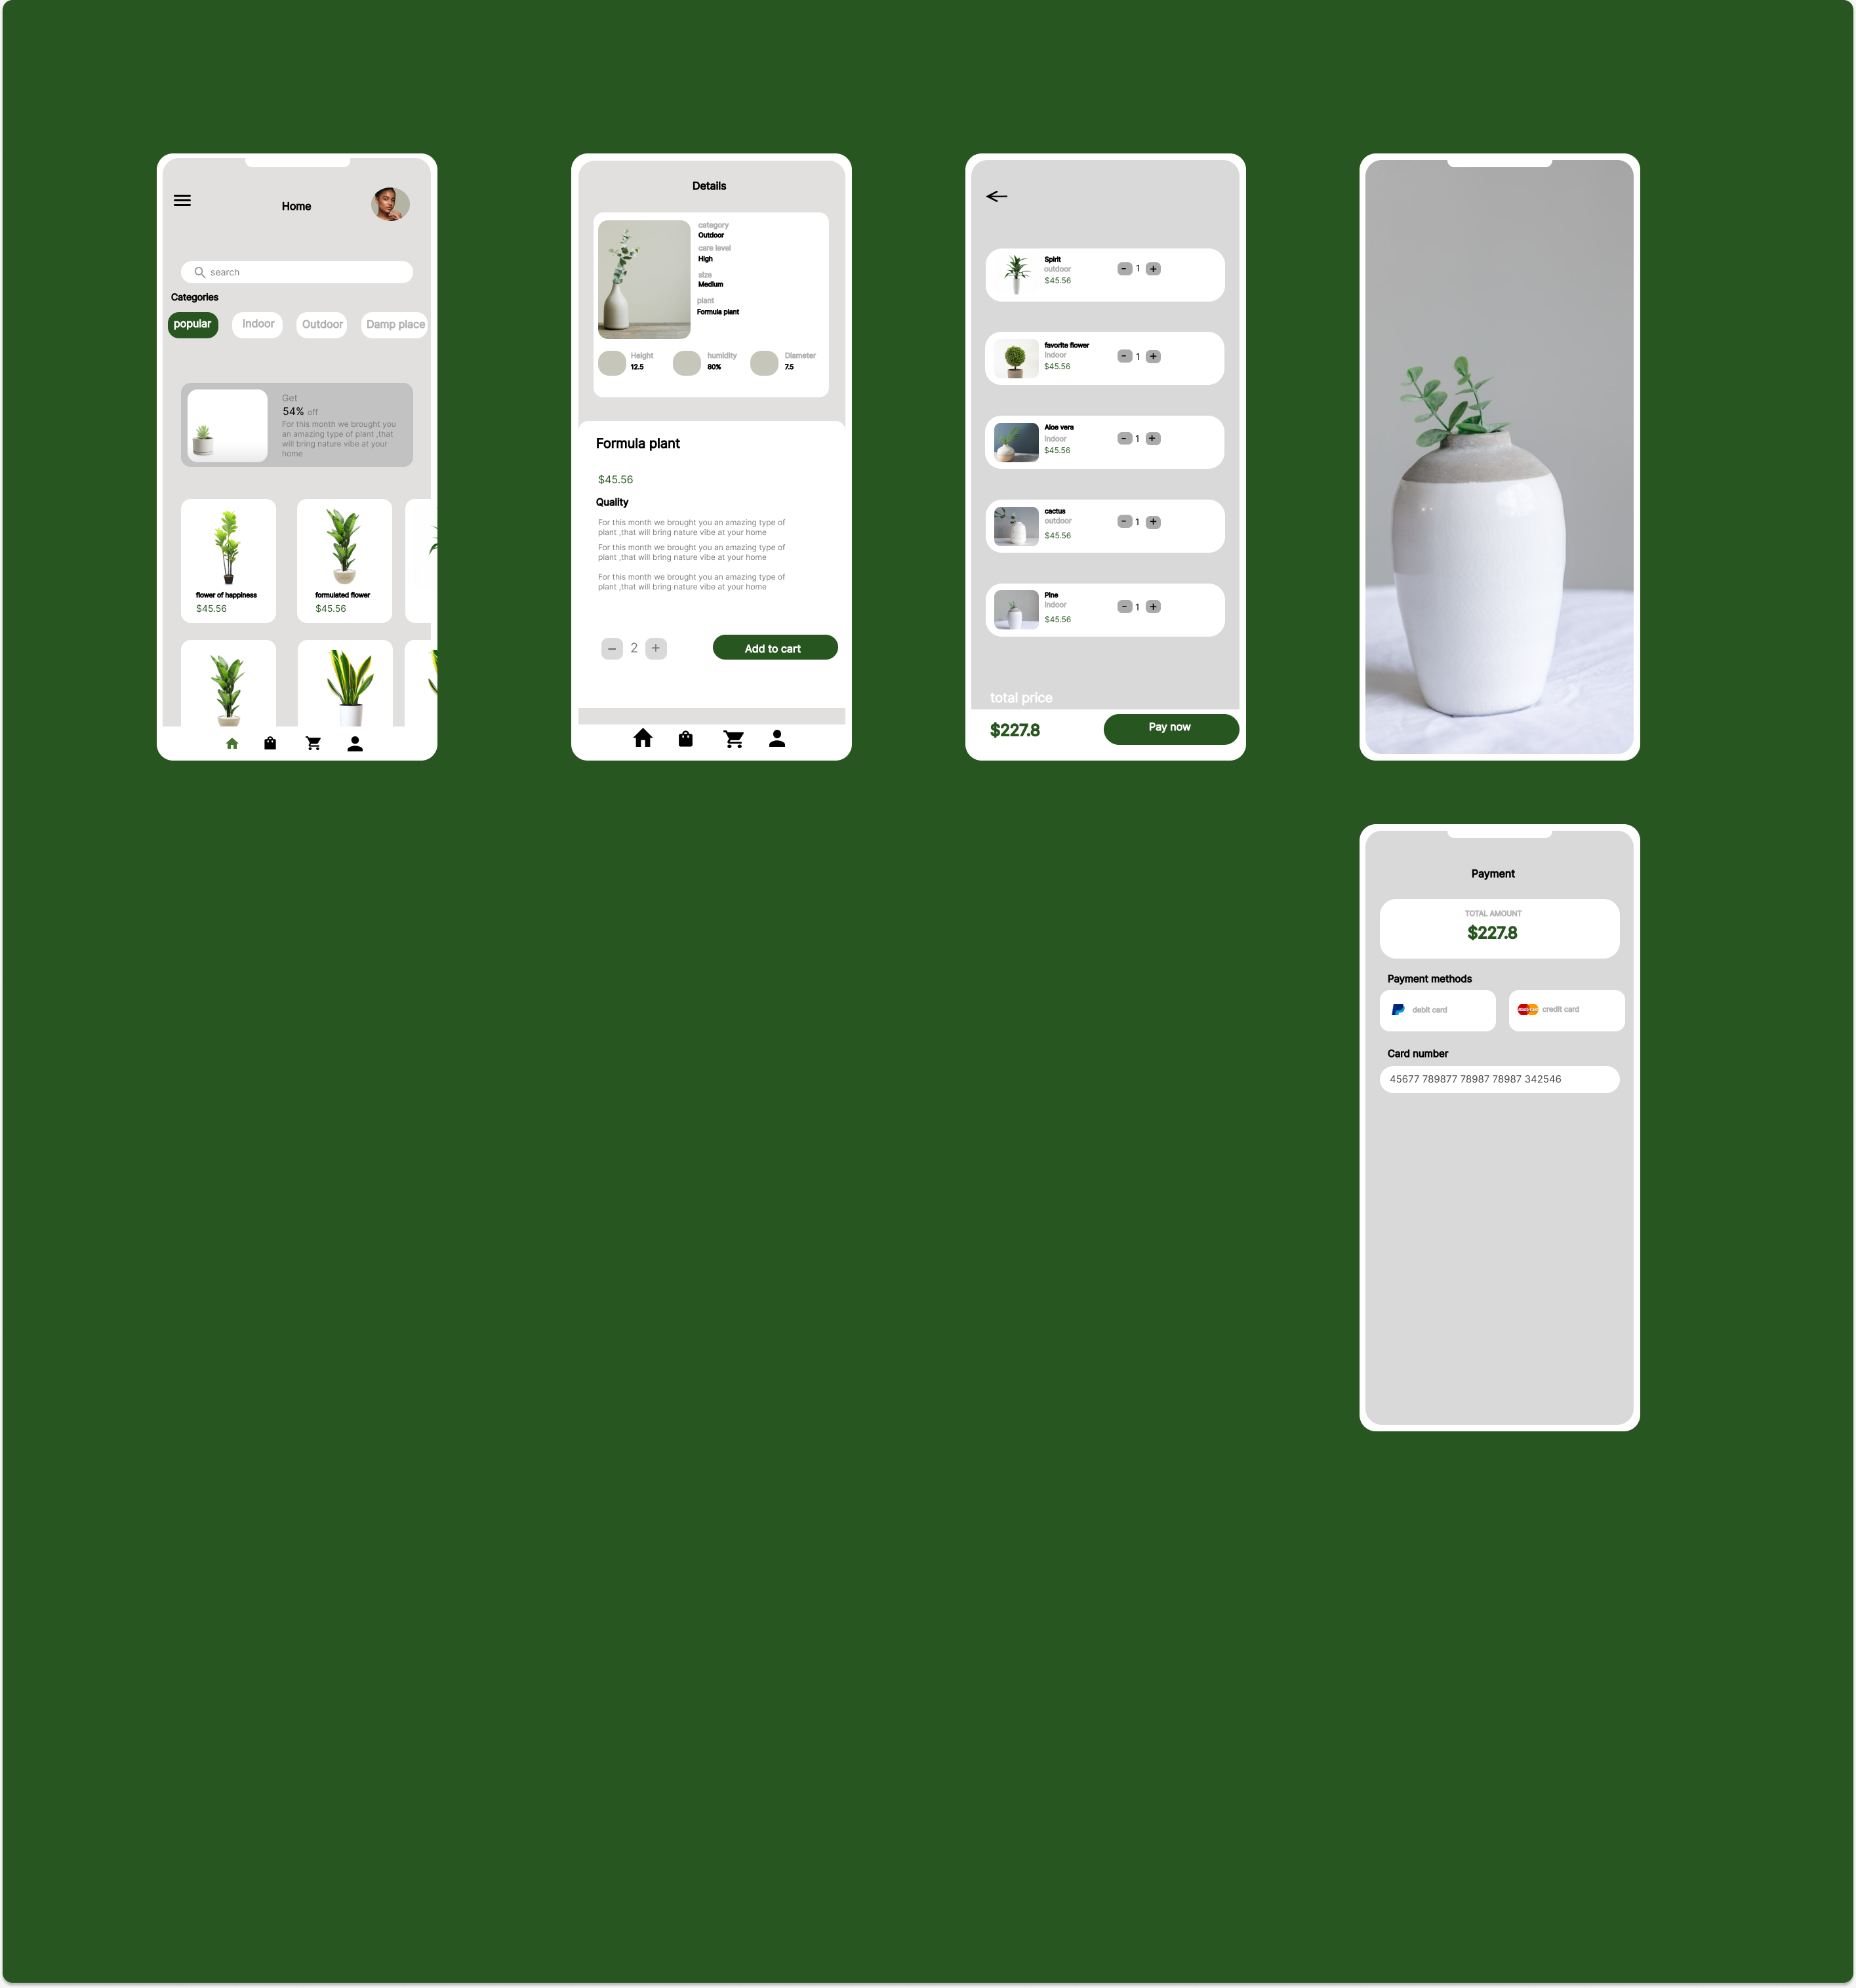 Home
search
Categories
popular
Indoor
Outdoor
Damp place
Get
54% off
For this month we brought you
an amazing type of plant ,that
will bring nature vibe at your
home
flower of happiness
$45.56
formulated flower
$45.56
Details
category
Outdoor
care level
High
size
Medium
plant
Formula plant
Height
12.5
humidity
80%
Diameter
7.5
Formula plant
$45.56
Quality
For this month we brought you an amazing type of
plant ,that will bring nature vibe at your home
For this month we brought you an amazing type of
plant ,that will bring nature vibe at your home
For this month we brought you an amazing type of
plant ,that will bring nature vibe at your home
- 2 +
Add to cart
Spirit
outdoor
$45.56
- 1 +
favorite flower
Indoor
$45.56
- 1 +
Aloe vera
Indoor
$45.56
- 1 +
cactus
outdoor
$45.56
- 1 +
Pine
Indoor
$45.56
- 1 +
total price
$227.8
Pay now
Payment
TOTAL AMOUNT
$227.8
Payment methods
debit card
MasterCard
credit card
Card number
45677 789877 78987 78987 342546